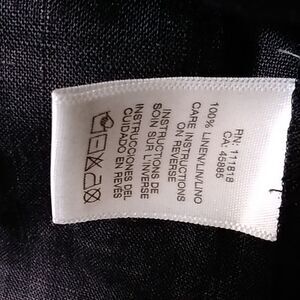 RN: 111818
CA: 45885
100% LINEN/LIN/LINO
CARE INSTRUCTIONS
ON REVERSE
INSTRUCTIONS DE
SOIN SUR L'INVERSE
INSTRUCCIONES DEL
CUIDADO EN REVES